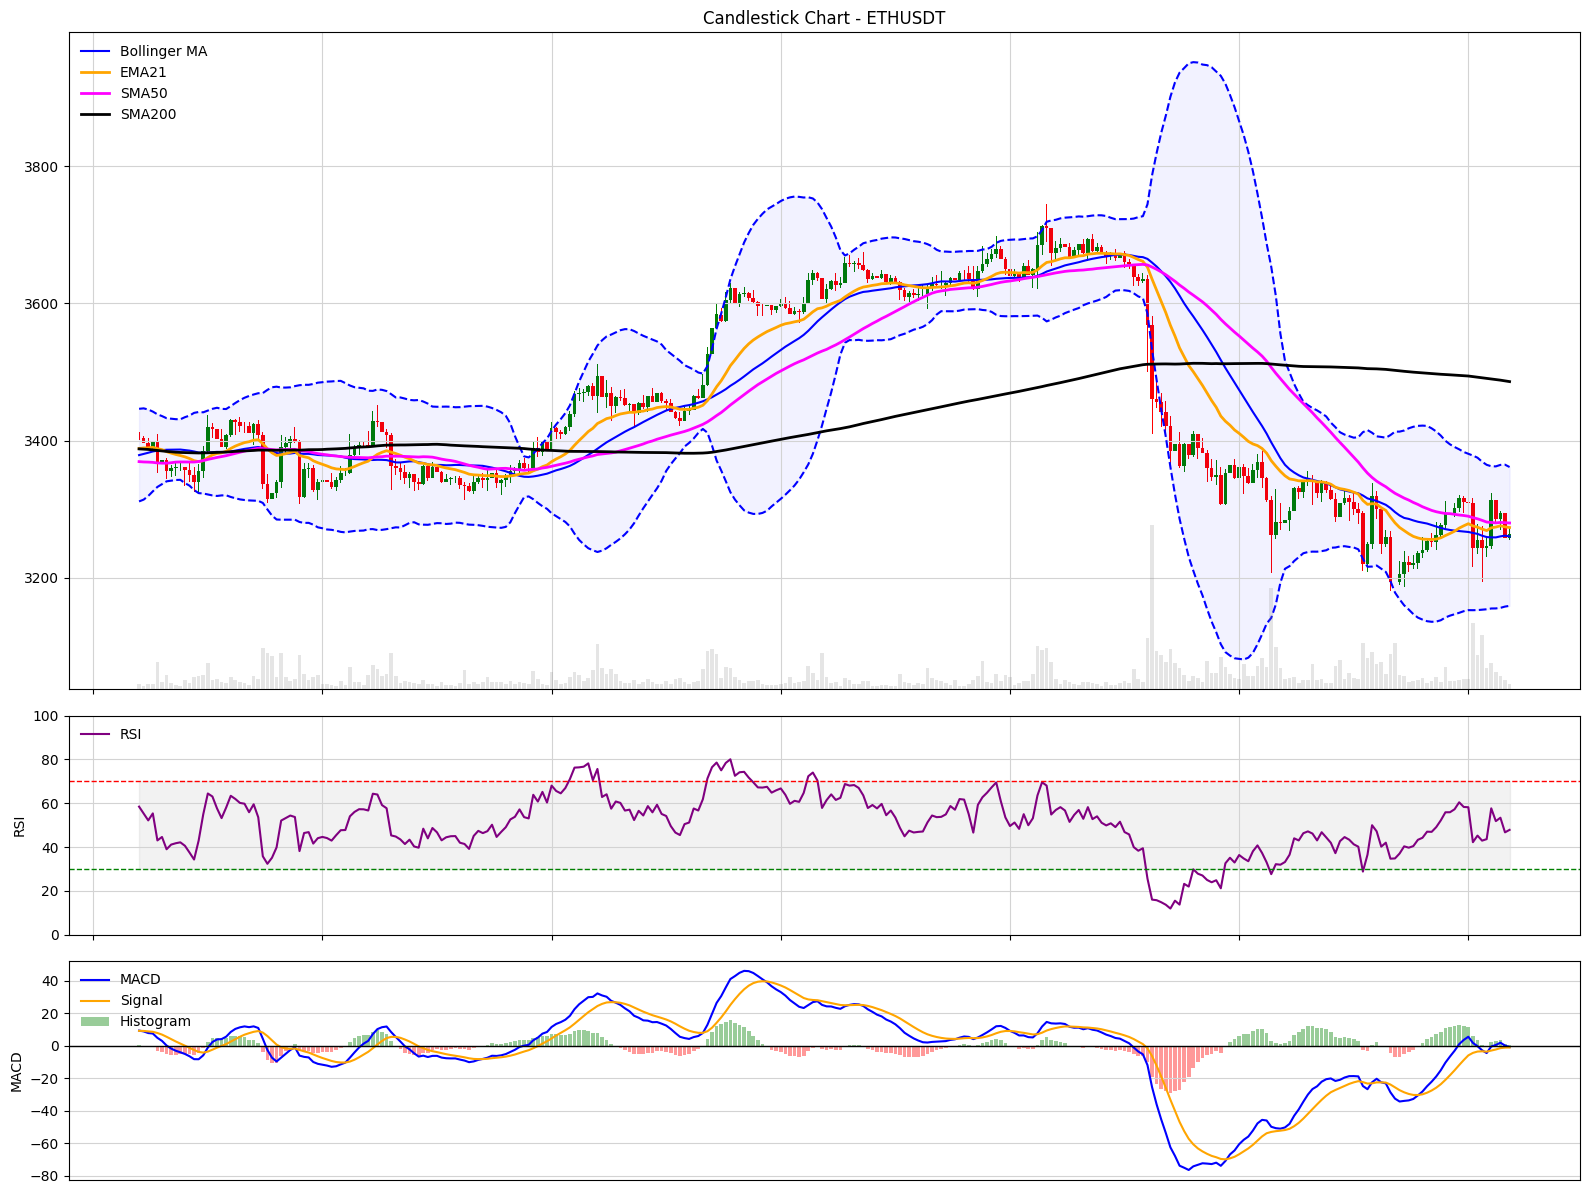 Candlestick Chart - ETHUSDT
Bollinger MA
EMA21
SMA50
SMA200
3800
3600
3400
3200
RSI
100
80
60
40
20
0
RSI
MACD
Signal
Histogram
40
20
0
−20
−40
−60
−80
MACD